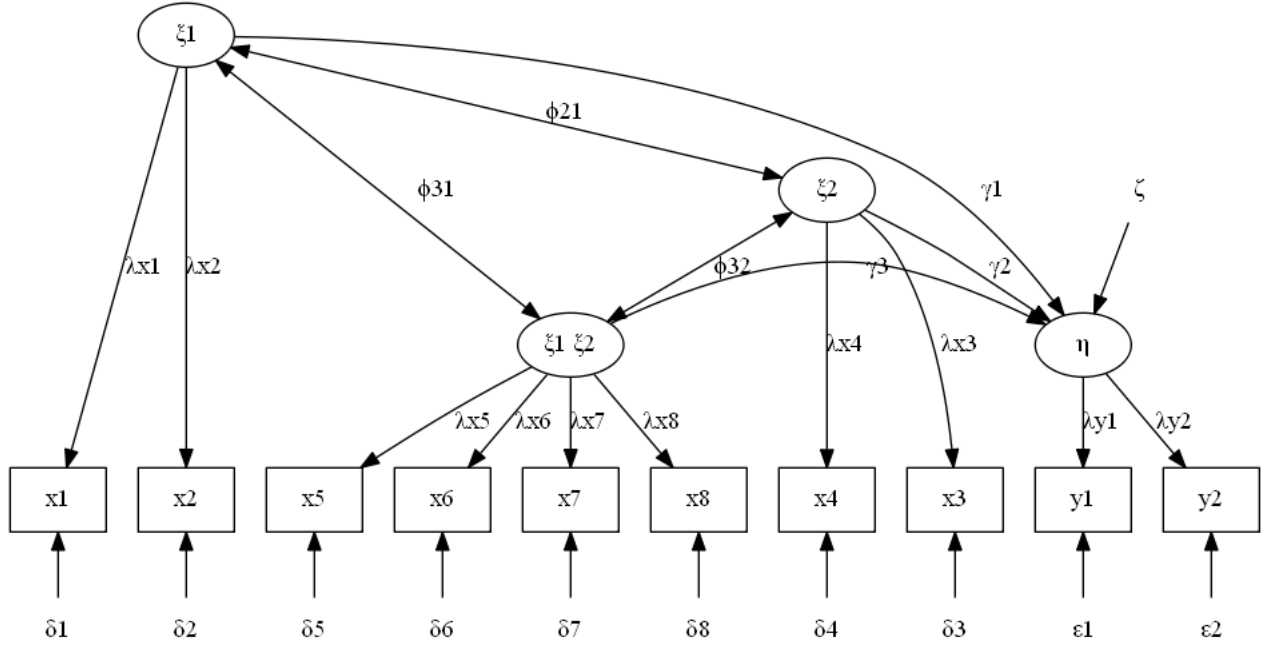 ξ1
ϕ21
ξ2
ϕ31
γ1
ζ
λx1
λx2
ϕ32
γ3
γ2
ξ1 ξ2
λx4
λx3
η
λx5
λx6
λx7
λx8
λy1
λy2
x1
x2
x5
x6
x7
x8
x4
x3
y1
y2
δ1
δ2
δ5
δ6
δ7
δ8
δ4
δ3
ε1
ε2